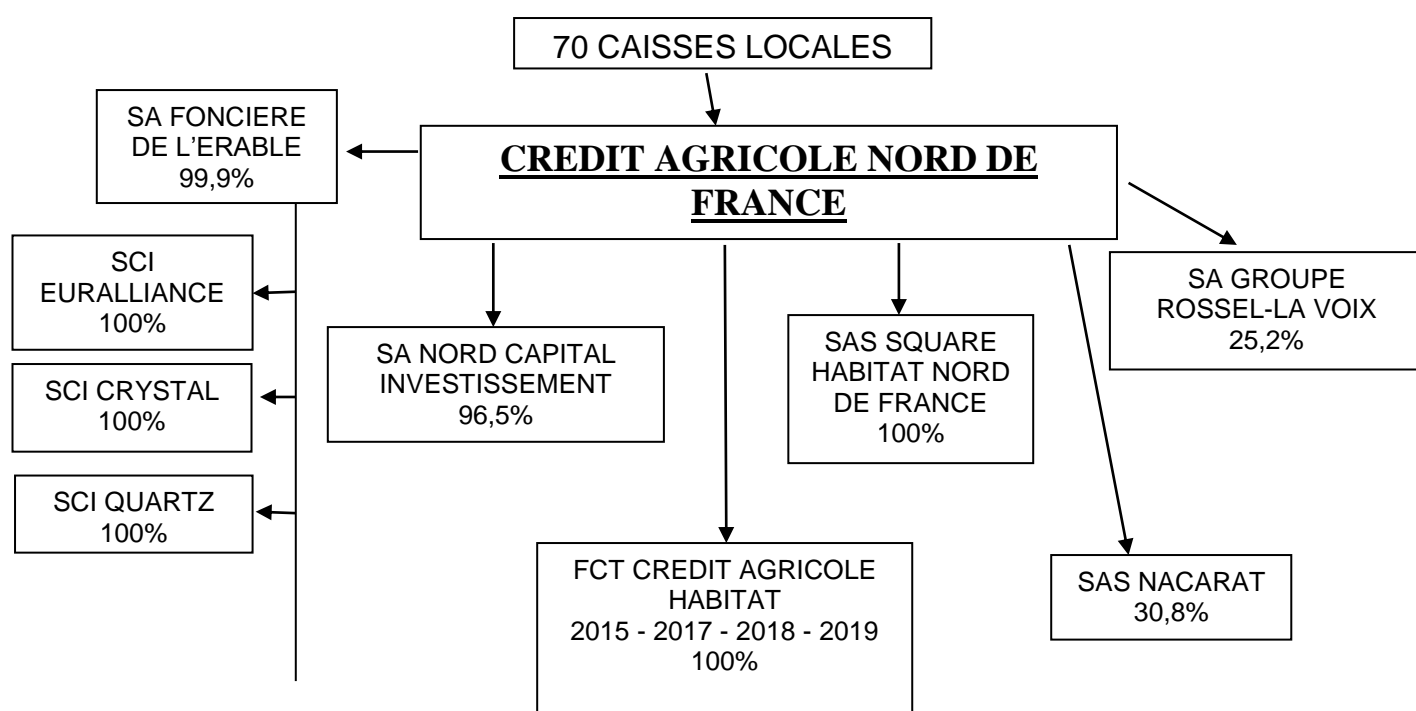 70 CAISSES LOCALES
SA FONCIERE
DE L'ERABLE
99,9%
CREDIT AGRICOLE NORD DE
FRANCE
SCI
EURALLIANCE
100%
SA GROUPE
ROSSEL-LA VOIX
25,2%
SA NORD CAPITAL
INVESTISSEMENT
96,5%
SAS SQUARE
HABITAT NORD
DE FRANCE
100%
SCI CRYSTAL
100%
SCI QUARTZ
100%
FCT CREDIT AGRICOLE
HABITAT
2015 - 2017 - 2018 - 2019
100%
SAS NACARAT
30,8%